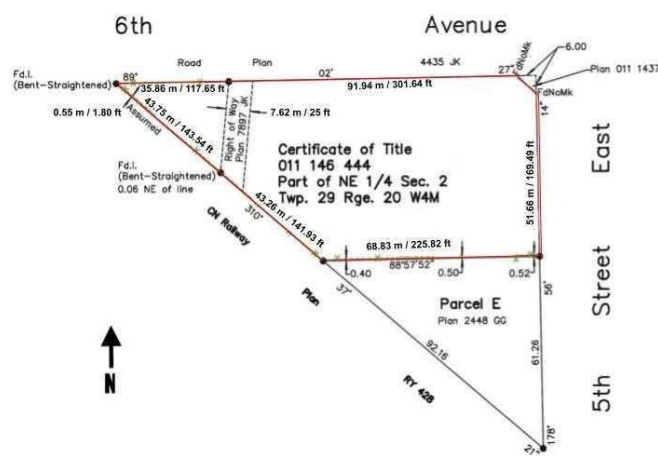 6th Avenue
Road Plan 4435 JK
Fd.I.
(Bent-Straightened)
89°
02'
27"
FdNoMk
6.00
Plan 011 1437
35.86 m / 117.65 ft
91.94 m / 301.64 ft
FdNoMk
0.55 m / 1.80 ft
Assumed
43.75 m / 143.54 ft
Right of Way
Plan 7897 JK
7.62 m / 25 ft
14"
Certificate of Title
011 146 444
Part of NE 1/4 Sec. 2
Twp. 29 Rge. 20 W4M
East
51.66 m / 169.49 ft
Fd.I.
(Bent-Straightened)
0.06 NE of line
43.26 m / 141.93 ft
310°
CN Railway
68.83 m / 225.82 ft
88°57'52"
0.40
0.50
0.52
Street
56'
Plan
37'
Parcel E
Plan 2448 GG
N
92.16
61.26
RY 428
5th
21"
178°